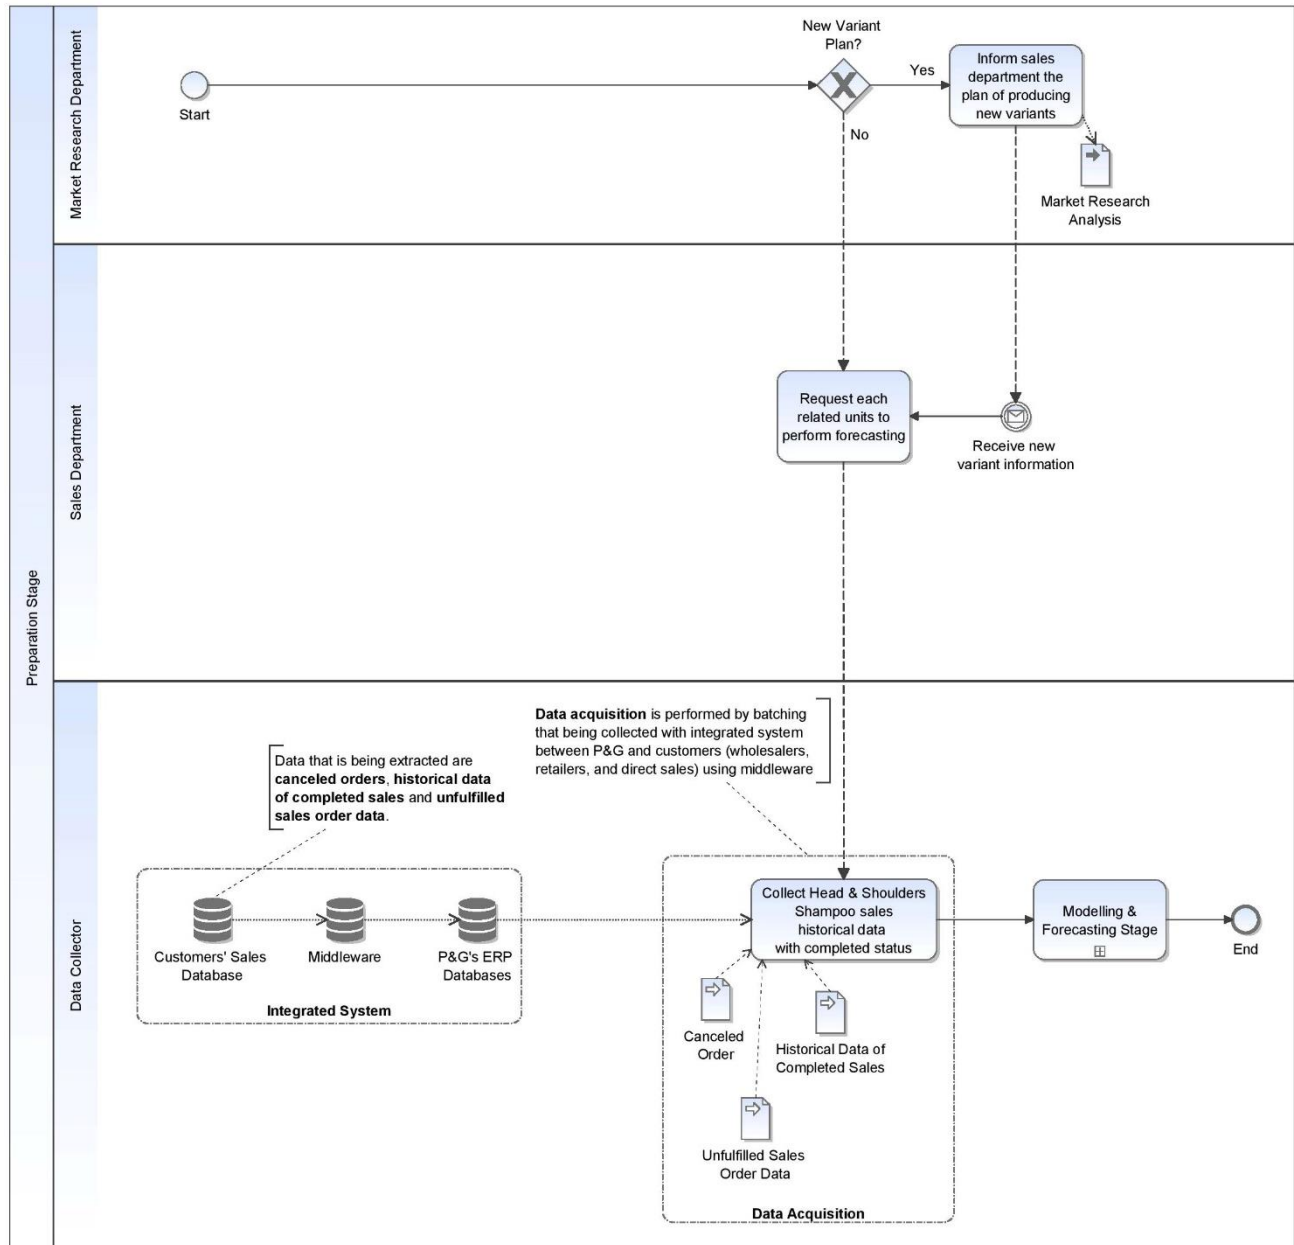 Preparation Stage
Market Research Department
Start
New Variant
Plan?
Yes
No
Inform sales
department the
plan of producing
new variants
Market Research
Analysis
Sales Department
Request each
related units to
perform forecasting
Receive new
variant information
Data Collector
Data that is being extracted are
canceled orders, historical data
of completed sales and unfulfilled
sales order data.
Data acquisition is performed by batching
that being collected with integrated system
between P&G and customers (wholesalers,
retailers, and direct sales) using middleware
Customers' Sales
Database
Middleware
P&G's ERP
Databases
Integrated System
Collect Head & Shoulders
Shampoo sales
historical data
with completed status
Canceled
Order
Historical Data of
Completed Sales
Unfulfilled Sales
Order Data
Data Acquisition
Modelling &
Forecasting Stage
End